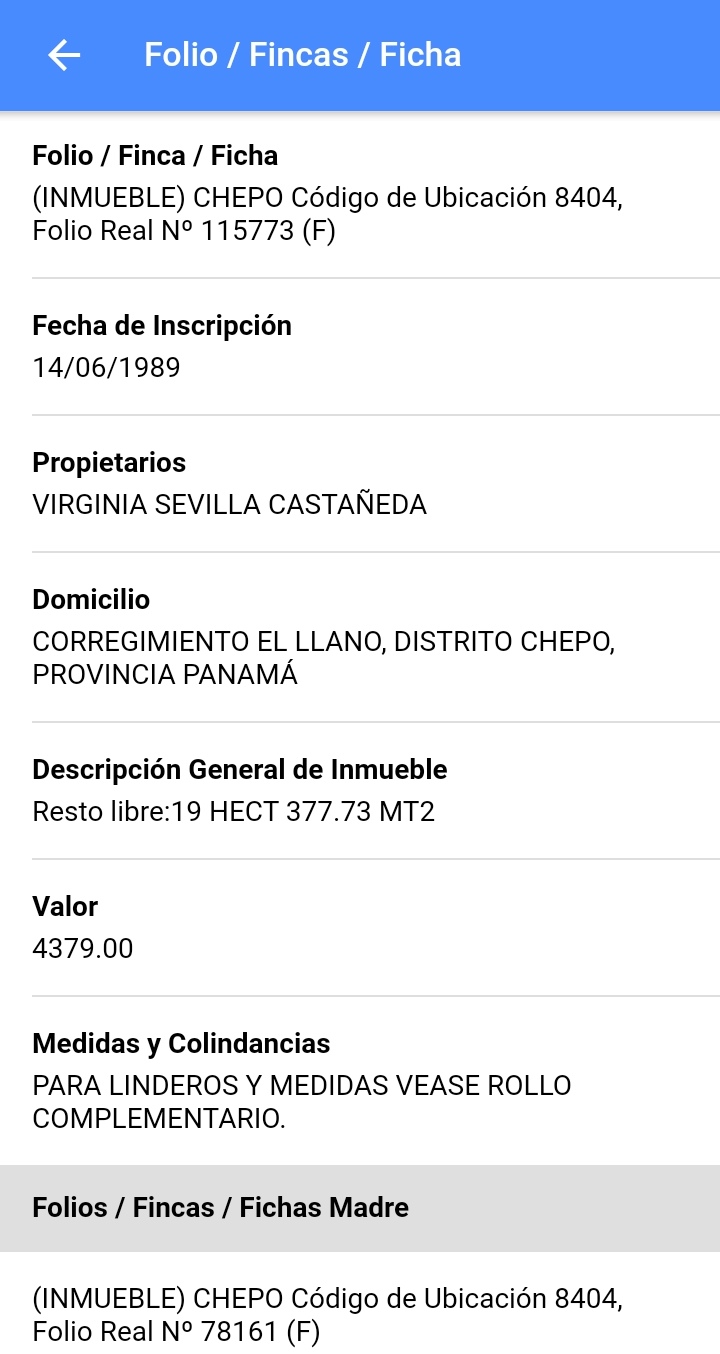 Folio / Fincas / Ficha
Folio / Finca / Ficha
(INMUEBLE) CHEPO Código de Ubicación 8404,
Folio Real Nº 115773 (F)
Fecha de Inscripción
14/06/1989
Propietarios
VIRGINIA SEVILLA CASTAÑEDA
Domicilio
CORREGIMIENTO EL LLANO, DISTRITO CHEPO,
PROVINCIA PANAMÁ
Descripción General de Inmueble
Resto libre:19 HECT 377.73 MT2
Valor
4379.00
Medidas y Colindancias
PARA LINDEROS Y MEDIDAS VEASE ROLLO
COMPLEMENTARIO.
Folios / Fincas / Fichas Madre
(INMUEBLE) CHEPO Código de Ubicación 8404,
Folio Real Nº 78161 (F)